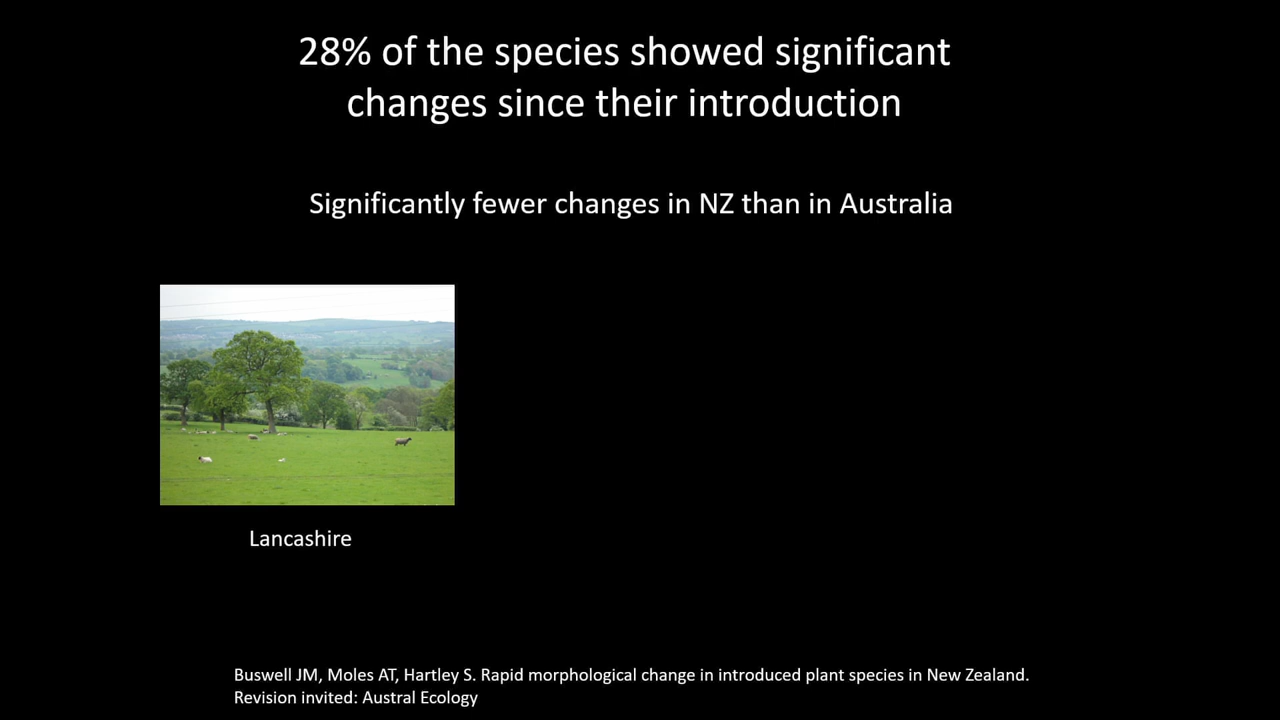 28% of the species showed significant
changes since their introduction
Significantly fewer changes in NZ than in Australia
Lancashire
Buswell JM, Moles AT, Hartley S. Rapid morphological change in introduced plant species in New Zealand.
Revision invited: Austral Ecology